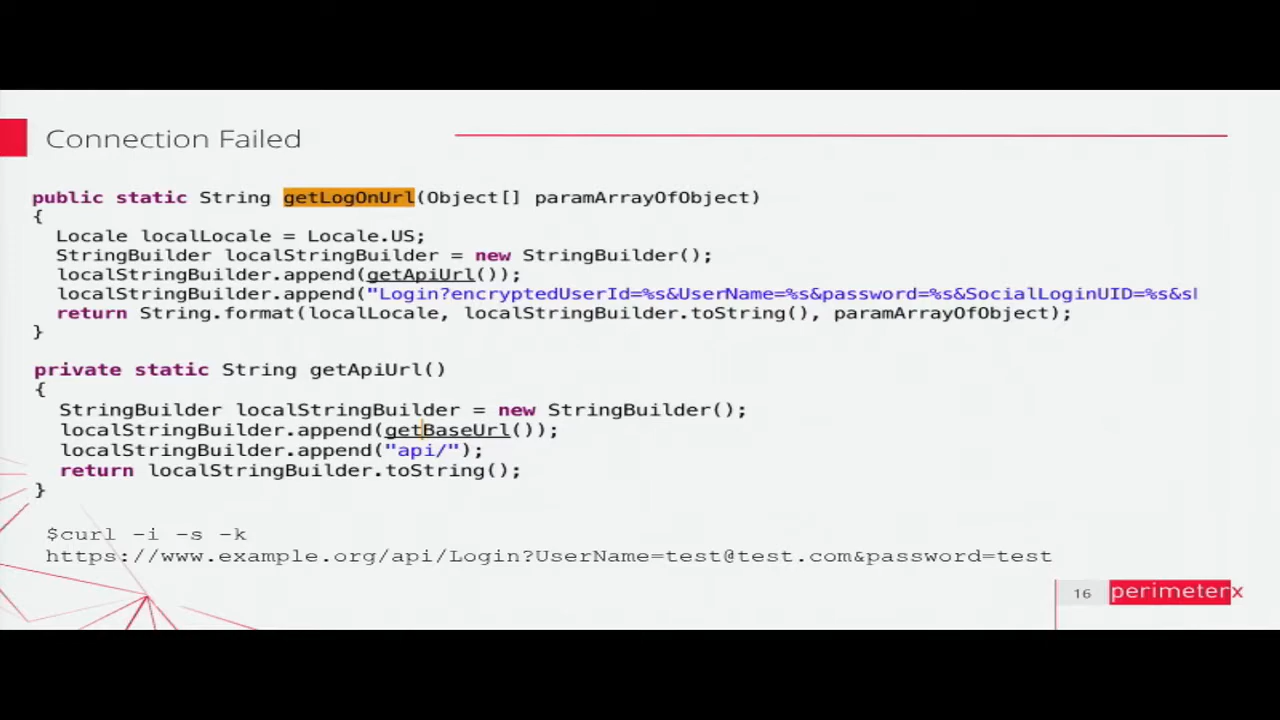 Connection Failed
public static String getLogOnUrl(Object[] paramArrayOfObject)
{
Locale localLocale = Locale.US;
StringBuilder localStringBuilder = new StringBuilder();
localStringBuilder.append(getApiUrl());
localStringBuilder.append("Login?encryptedUserId=%s&UserName=%s&password=%s&SocialLoginUID=%s&s
return String.format(localLocale, localStringBuilder.toString(), paramArrayOfObject);
}
private static String getApiUrl()
{
StringBuilder localStringBuilder = new StringBuilder();
localStringBuilder.append(getBaseUrl());
localStringBuilder.append("api/");
return localStringBuilder.toString();
}
$curl -i -s -k
https://www.example.org/api/Login?UserName=test@test.com&password=test
16 perimeterx